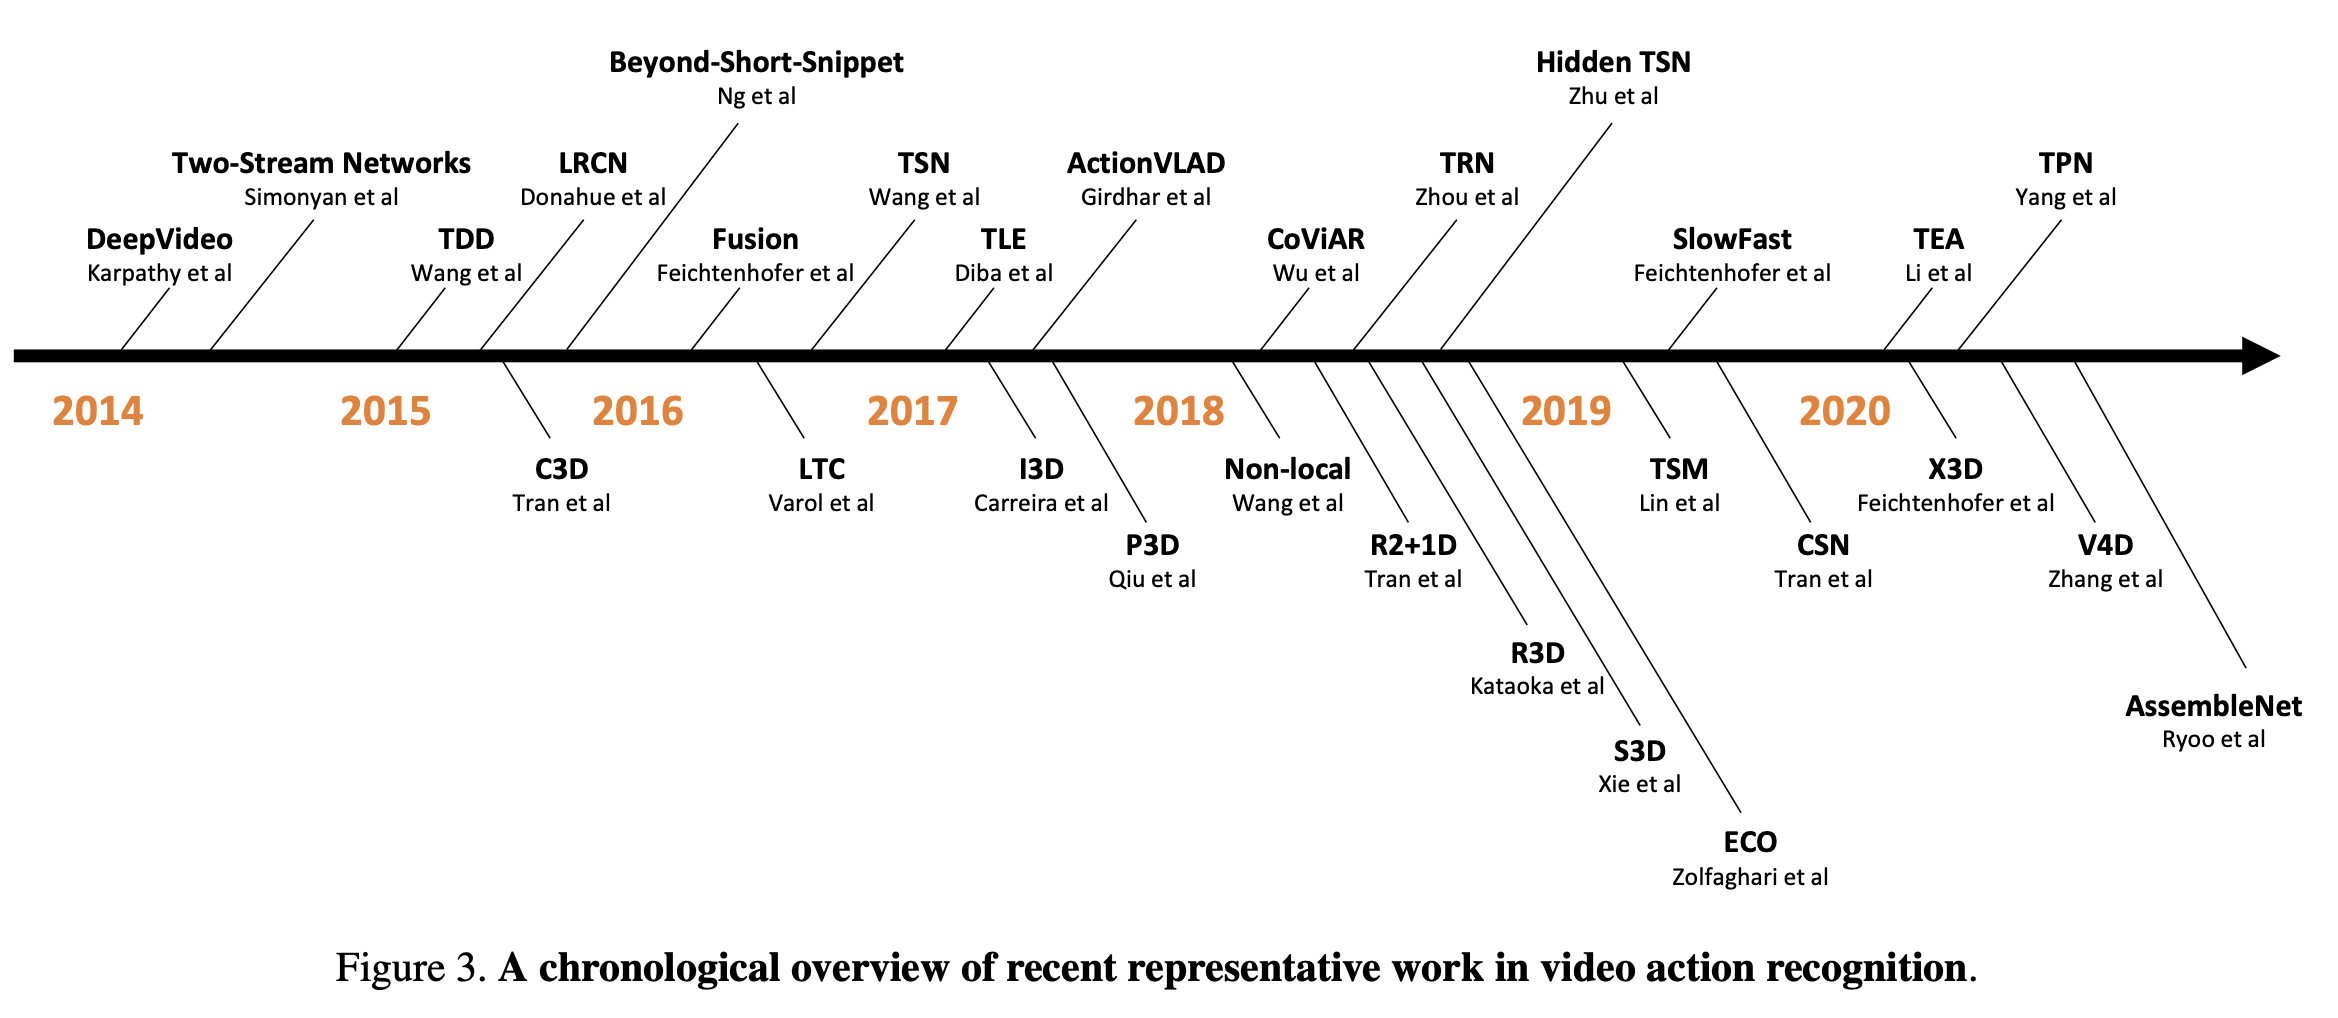 Beyond-Short-Snippet
Ng et al
Hidden TSN
Zhu et al
Two-Stream Networks
Simonyan et al
LRCN
Donahue et al
TSN
Wang et al
ActionVLAD
Girdhar et al
TRN
Zhou et al
TPN
Yang et al
DeepVideo
Karpathy et al
TDD
Wang et al
Fusion
Feichtenhofer et al
TLE
Diba et al
CoViAR
Wu et al
SlowFast
Feichtenhofer et al
TEA
Li et al
2014 2015 2016 2017 2018 2019 2020
C3D
Tran et al
LTC
Varol et al
I3D
Carreira et al
Non-local
Wang et al
TSM
Lin et al
X3D
Feichtenhofer et al
P3D
Qiu et al
R2+1D
Tran et al
CSN
Tran et al
V4D
Zhang et al
R3D
Kataoka et al
AssembleNet
Ryoo et al
S3D
Xie et al
ECO
Zolfaghari et al
Figure 3. A chronological overview of recent representative work in video action recognition.